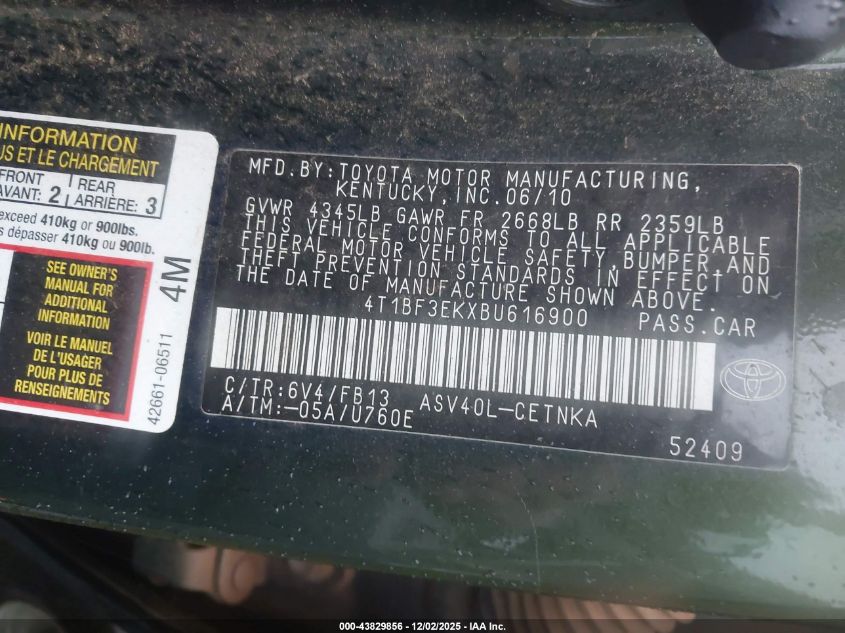 INFORMATION
US ET LE CHARGEMENT
FRONT
AVANT: 2
REAR
ARRIÈRE: 3
exceed 410kg or 900lbs.
s dépasser 410kg ou 900lb.
SEE OWNER'S
MANUAL FOR
ADDITIONAL
INFORMATION
VOIR LE MANUEL
DE L'USAGER
POUR PLUS DE
RENSEIGNEMENTS
4M
42661-06511
MFD.BY:TOYOTA MOTOR MANUFACTURING,
KENTUCKY,INC.06/10
GVWR 4345LB GAWR FR 2668LB RR 2359LB
THIS VEHICLE CONFORMS TO ALL APPLICABLE
FEDERAL MOTOR VEHICLE SAFETY,BUMPER,AND
THEFT PREVENTION STANDARDS IN EFFECT ON
THE DATE OF MANUFACTURE SHOWN ABOVE.
4T1BF3EKXBU616900 PASS.CAR
C/TR:6V4/FB13
A/TM:-05A/U760E
ASV40L-CETNKA
52409
000-43829856 - 12/02/2025 - IAA Inc.